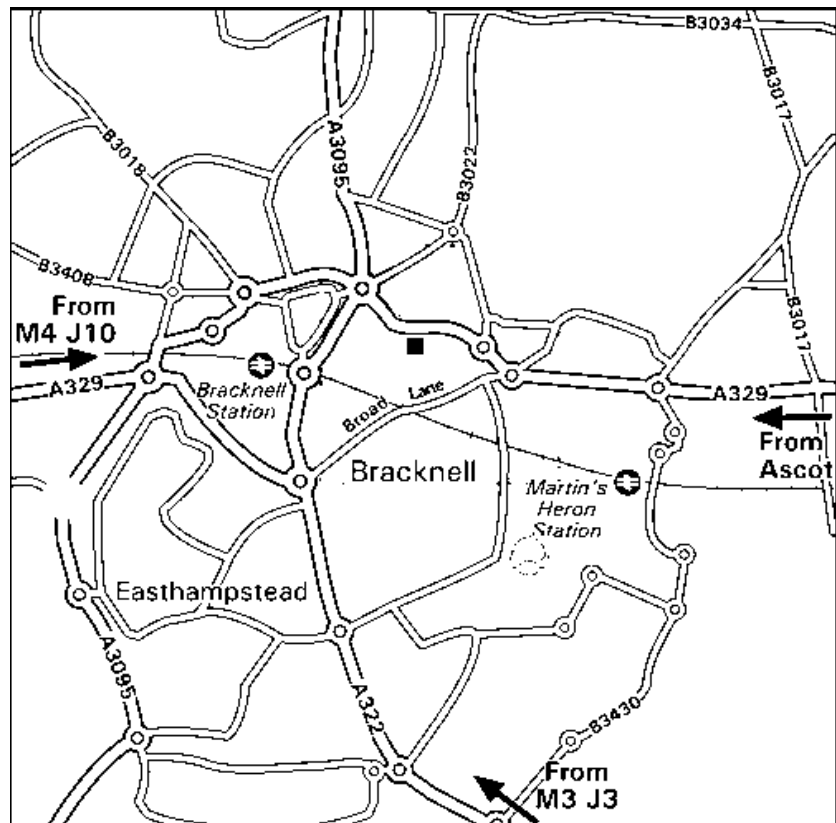 B3034
B3017
A3095
B3018
B3022
B3408
From
M4 J10
B3017
A329
Bracknell
Station
Broad Lane
A329
From
Ascot
Bracknell
Martin's
Heron
Station
Easthampstead
A3095
A322
B3430
From
M3 J3